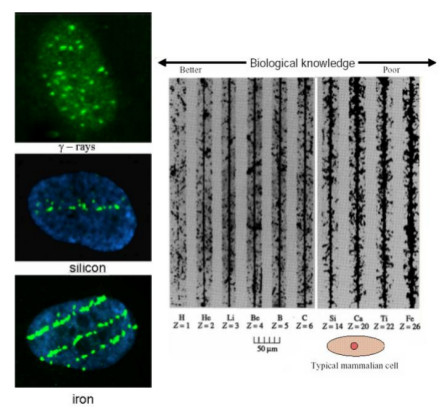 γ – rays
silicon
iron
Biological knowledge
Better
Poor
H He Li Be B C Si Ca Ti Fe
Z=1 Z=2 Z=3 Z=4 Z=5 Z=6 Z=14 Z=20 Z=22 Z=26
50 μm
Typical mammalian cell